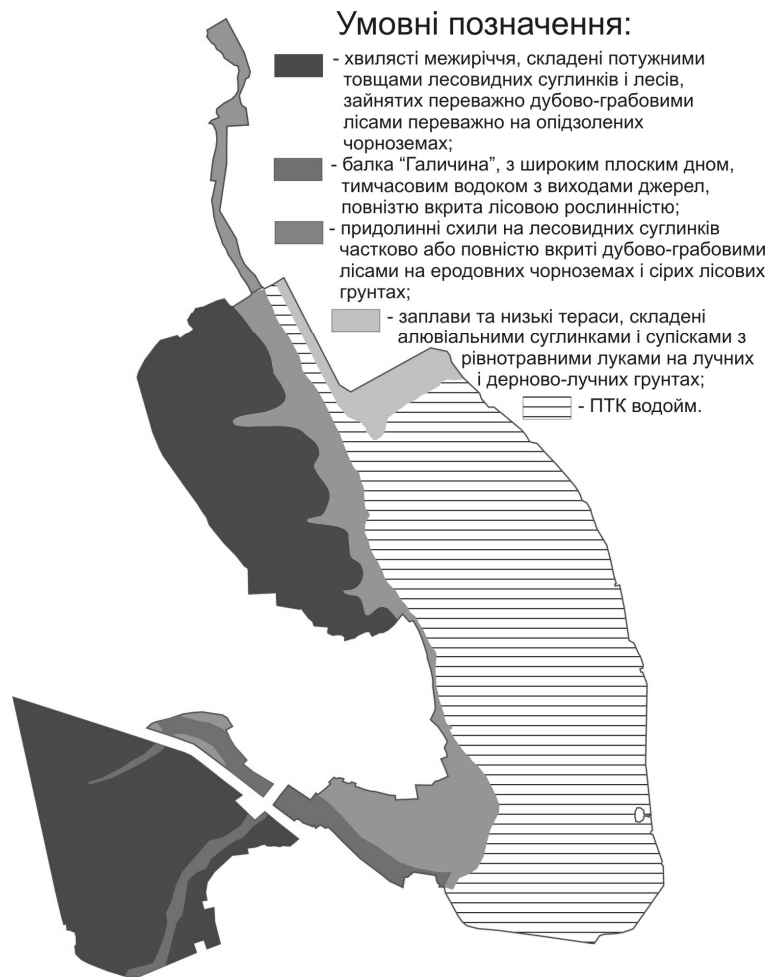 Умовні позначення:
- хвилясті межиріччя, складені потужними
товщами лесовидних суглинків і лесів,
зайнятих переважно дубово-грабовими
лісами переважно на опідзолених
чорноземах;
- балка “Галичина”, з широким плоским дном,
тимчасовим водоком з виходами джерел,
повнізтю вкрита лісовою рослинністю;
- придолинні схили на лесовидних суглинків
частково або повністю вкриті дубово-грабовими
лісами на еродовних чорноземах і сірих лісових
грунтах;
- заплави та низькі тераси, складені
алювіальними суглинками і супісками з
рівнотравними луками на лучних
і дерново-лучних грунтах;
- ПТК водойм.